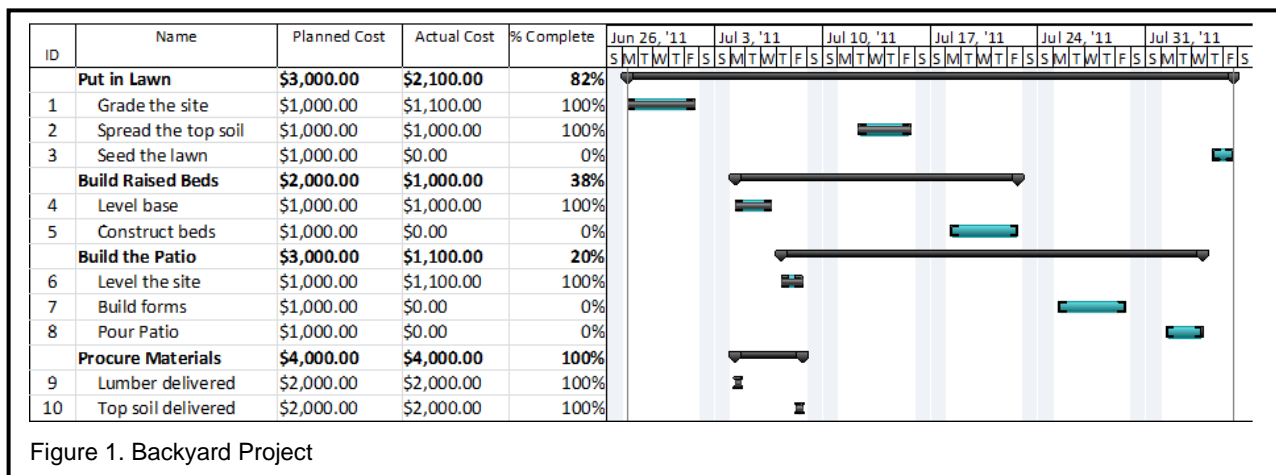 Name Planned Cost Actual Cost % Complete Jun 26, '11 Jul 3, '11 Jul 10, '11 Jul 17, '11 Jul 24, '11 Jul 31, '11
ID S M T W T F S S M T W T F S S M T W T F S S M T W T F S S M T W T F S S M T W T F S
Put in Lawn $3,000.00 $2,100.00 82%
1 Grade the site $1,000.00 $1,100.00 100%
2 Spread the top soil $1,000.00 $1,000.00 100%
3 Seed the lawn $1,000.00 $0.00 0%
Build Raised Beds $2,000.00 $1,000.00 38%
4 Level base $1,000.00 $1,000.00 100%
5 Construct beds $1,000.00 $0.00 0%
Build the Patio $3,000.00 $1,100.00 20%
6 Level the site $1,000.00 $1,100.00 100%
7 Build forms $1,000.00 $0.00 0%
8 Pour Patio $1,000.00 $0.00 0%
Procure Materials $4,000.00 $4,000.00 100%
9 Lumber delivered $2,000.00 $2,000.00 100%
10 Top soil delivered $2,000.00 $2,000.00 100%
Figure 1. Backyard Project